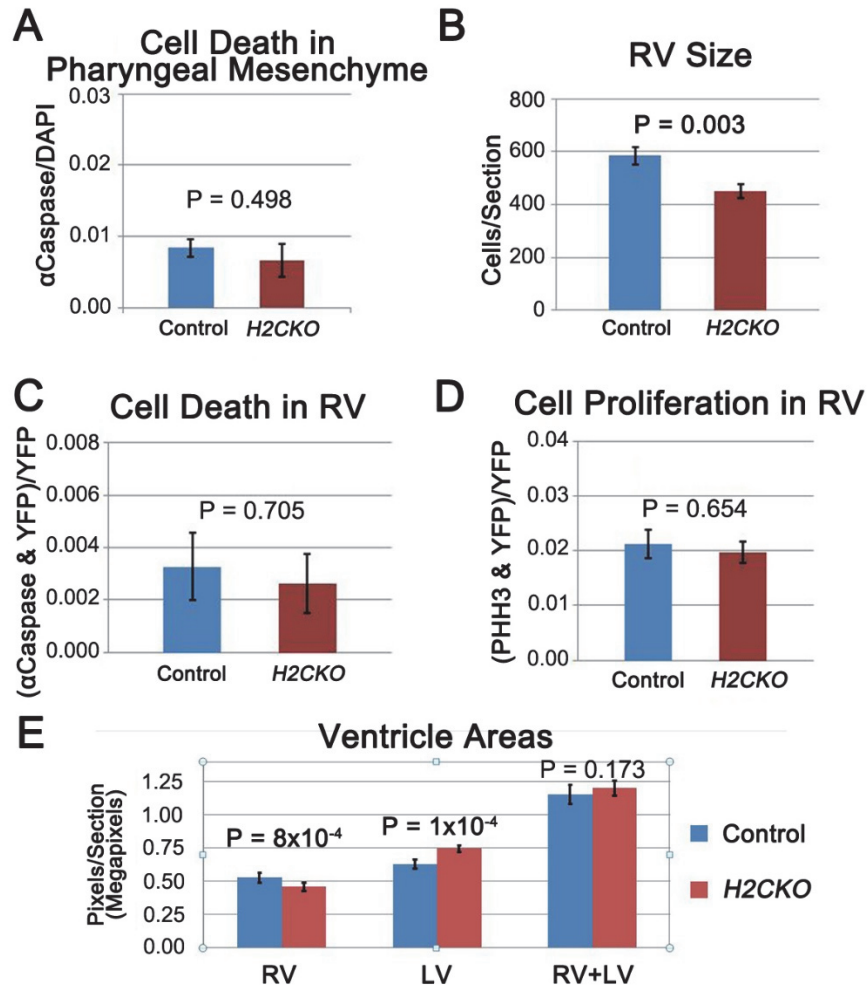 A
Cell Death in
Pharyngeal Mesenchyme
αCaspase/DAPI
0.03
0.02
0.01
0.00
P = 0.498
Control
H2CKO
B
RV Size
Cells/Section
800
600
400
200
0
P = 0.003
Control
H2CKO
C
Cell Death in RV
(αCaspase & YFP)/YFP
0.008
0.006
0.004
0.002
0.000
P = 0.705
Control
H2CKO
D
Cell Proliferation in RV
(PHH3 & YFP)/YFP
0.04
0.03
0.02
0.01
0.00
P = 0.654
Control
H2CKO
E
Ventricle Areas
Pixels/Section
(Megapixels)
1.25
1.00
0.75
0.50
0.25
0.00
P = 8x10⁻⁴
P = 1x10⁻⁴
P = 0.173
RV
LV
RV+LV
Control
H2CKO